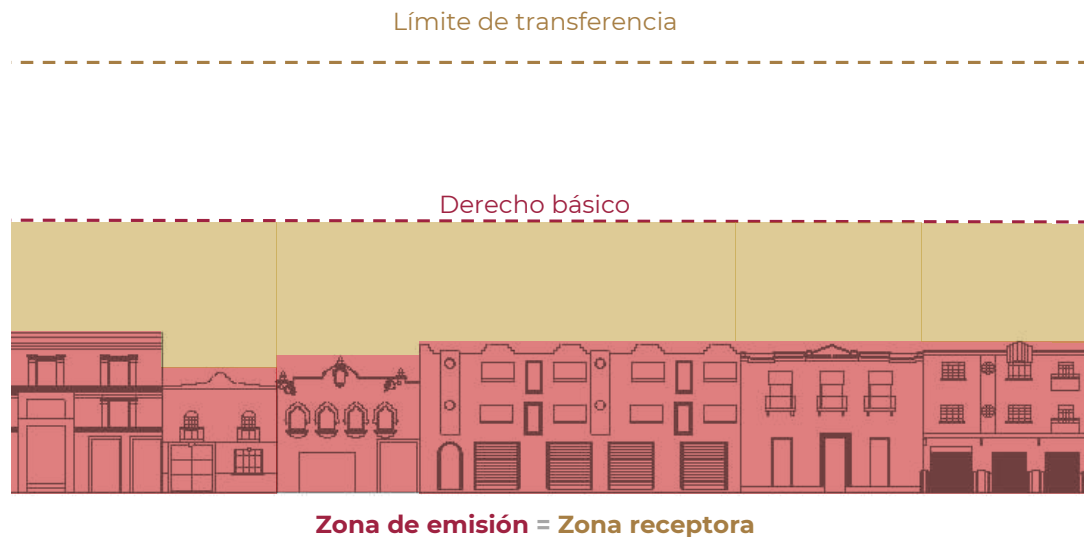 Límite de transferencia
Derecho básico
Zona de emisión = Zona receptora